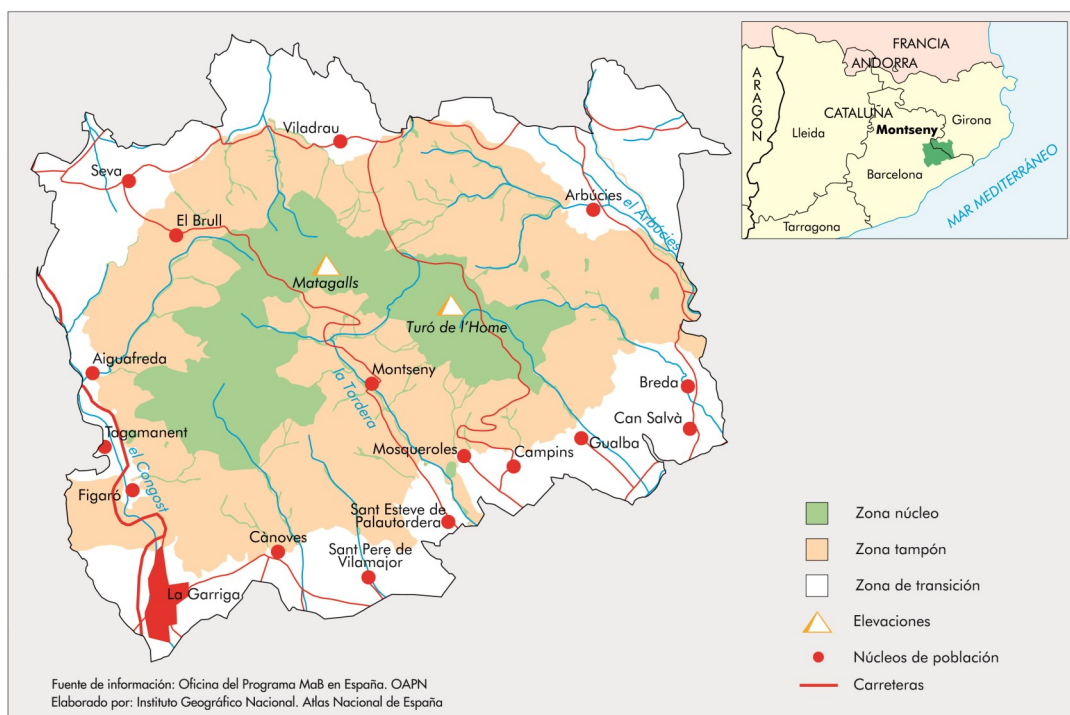 Viladrau
Seva
El Brull
Arbúcies
el Arbúcies
Matagalls
Turó de l'Home
Aiguafreda
Montseny
la Tordera
Breda
Can Salvà
Tagamanent
el Congost
Mosqueroles
Campins
Gualba
Figaró
Sant Esteve de
Palautordera
Cànoves
Sant Pere de
Vilamajor
La Garriga
FRANCIA
ANDORRA
ARAGON
CATALUÑA
Lleida
Montseny
Girona
Barcelona
Tarragona
MAR MEDITERRÁNEO
Zona núcleo
Zona tampón
Zona de transición
Elevaciones
Núcleos de población
Carreteras
Fuente de información: Oficina del Programa MaB en España. OAPN
Elaborado por: Instituto Geográfico Nacional. Atlas Nacional de España